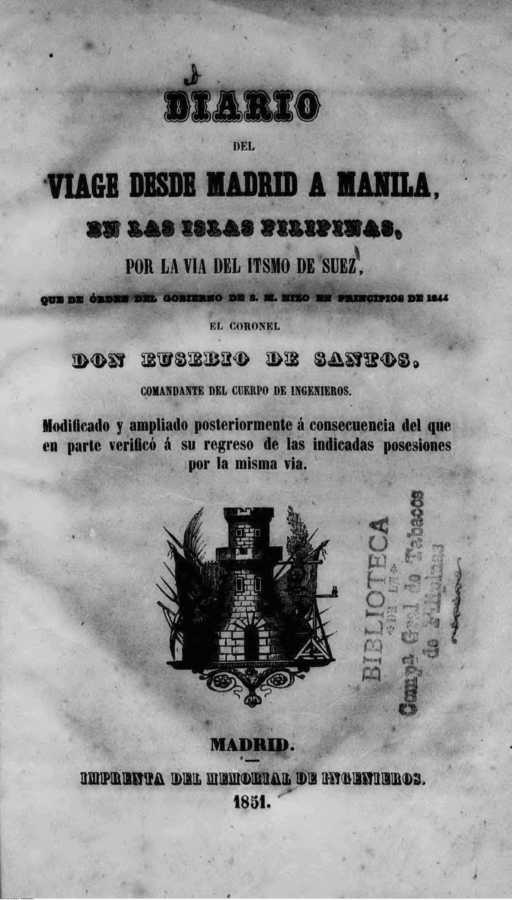 DIARIO
DEL
VIAGE DESDE MADRID A MANILA,
EN LAS ISLAS FILIPINAS,
POR LA VIA DEL ITSMO DE SUEZ,
QUE DE ÓRDEN DEL GOBIERNO DE S. M. HIZO EN PRINCIPIOS DE 1844
EL CORONEL
DON EUSEBIO DE SANTOS,
COMANDANTE DEL CUERPO DE INGENIEROS.
Modificado y ampliado posteriormente á consecuencia del que
en parte verificó á su regreso de las indicadas posesiones
por la misma via.
BIBLIOTECA
DE LA
Compª Gral de Tabacos
de Filipinas
MADRID.
IMPRENTA DEL MEMORIAL DE INGENIEROS.
1851.